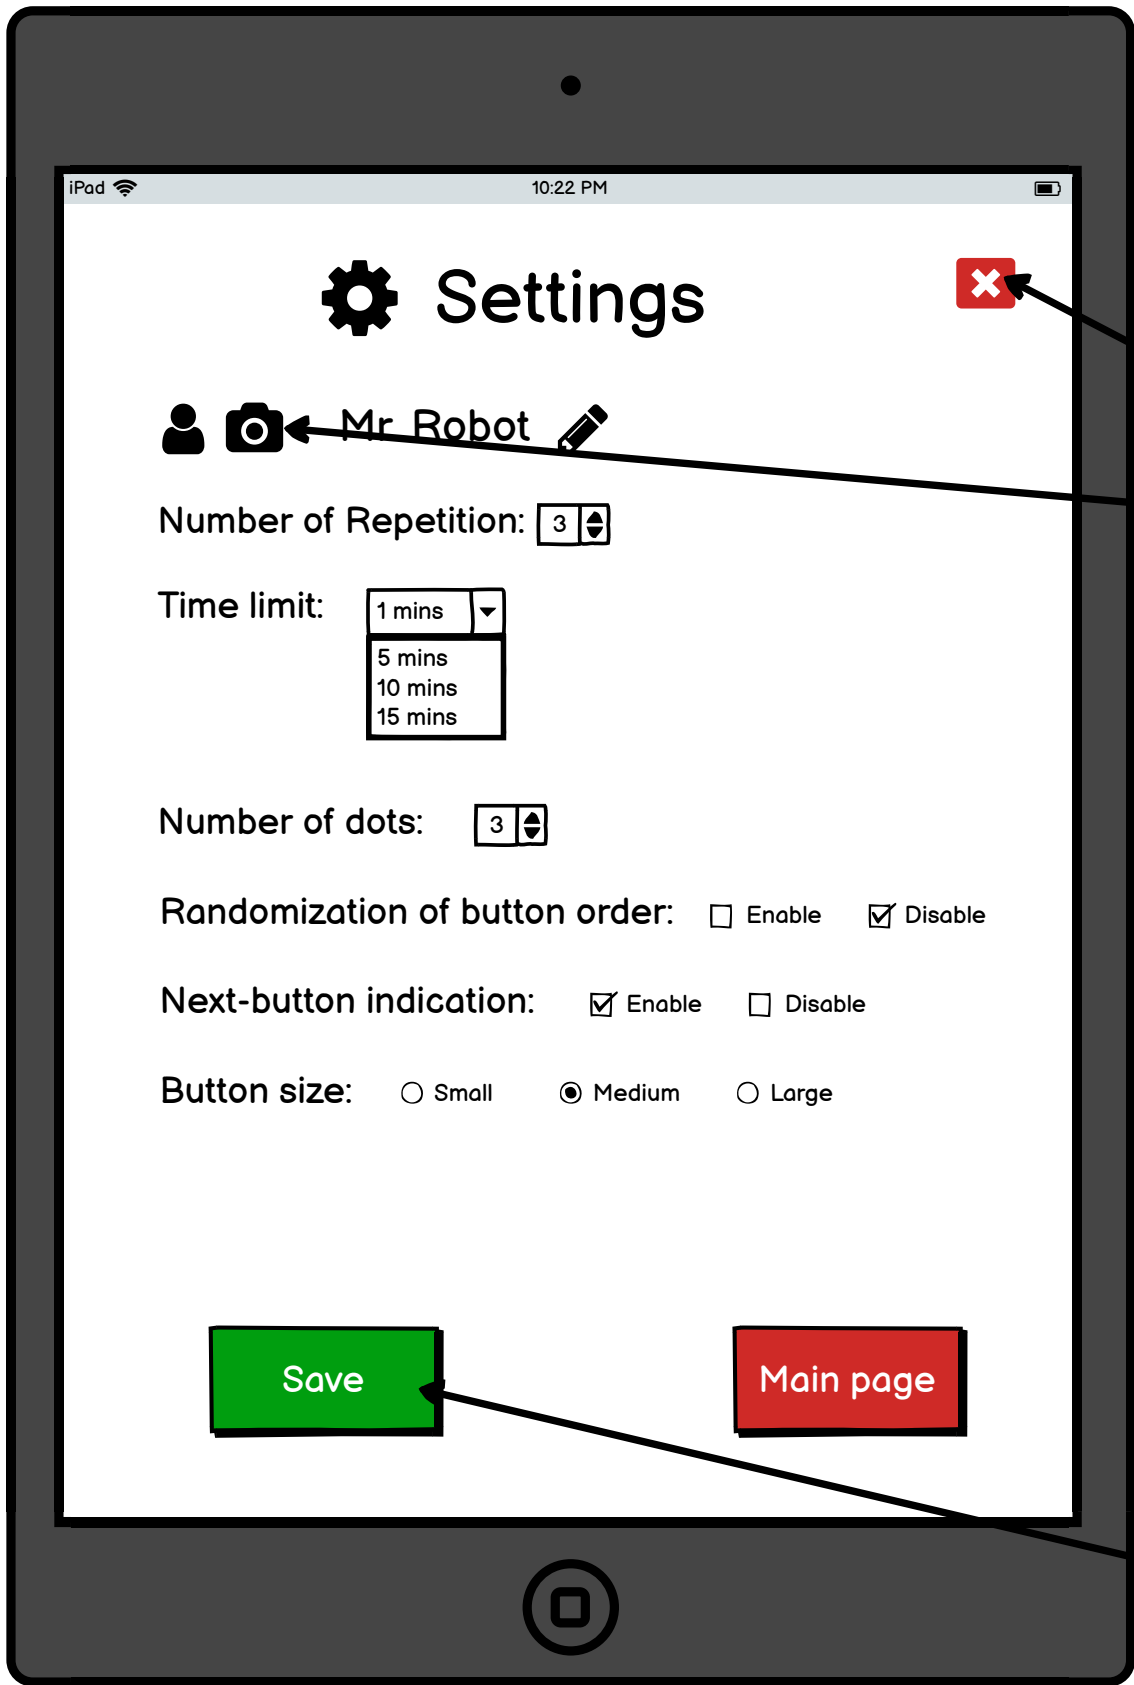 iPad 10:22 PM
Settings
Mr Robot
Number of Repetition: 3
Time limit: 1 mins
5 mins
10 mins
15 mins
Number of dots: 3
Randomization of button order: Enable Disable
Next-button indication: Enable Disable
Button size: Small Medium Large
Save Main page